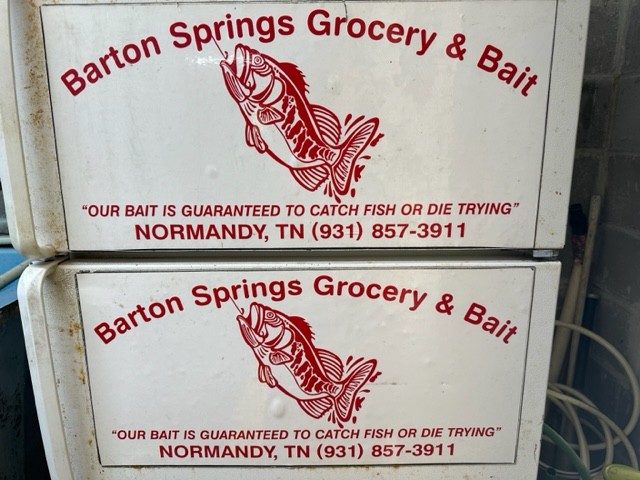 Barton Springs Grocery & Bait
"OUR BAIT IS GUARANTEED TO CATCH FISH OR DIE TRYING"
NORMANDY, TN (931) 857-3911
Barton Springs Grocery & Bait
"OUR BAIT IS GUARANTEED TO CATCH FISH OR DIE TRYING"
NORMANDY, TN (931) 857-3911